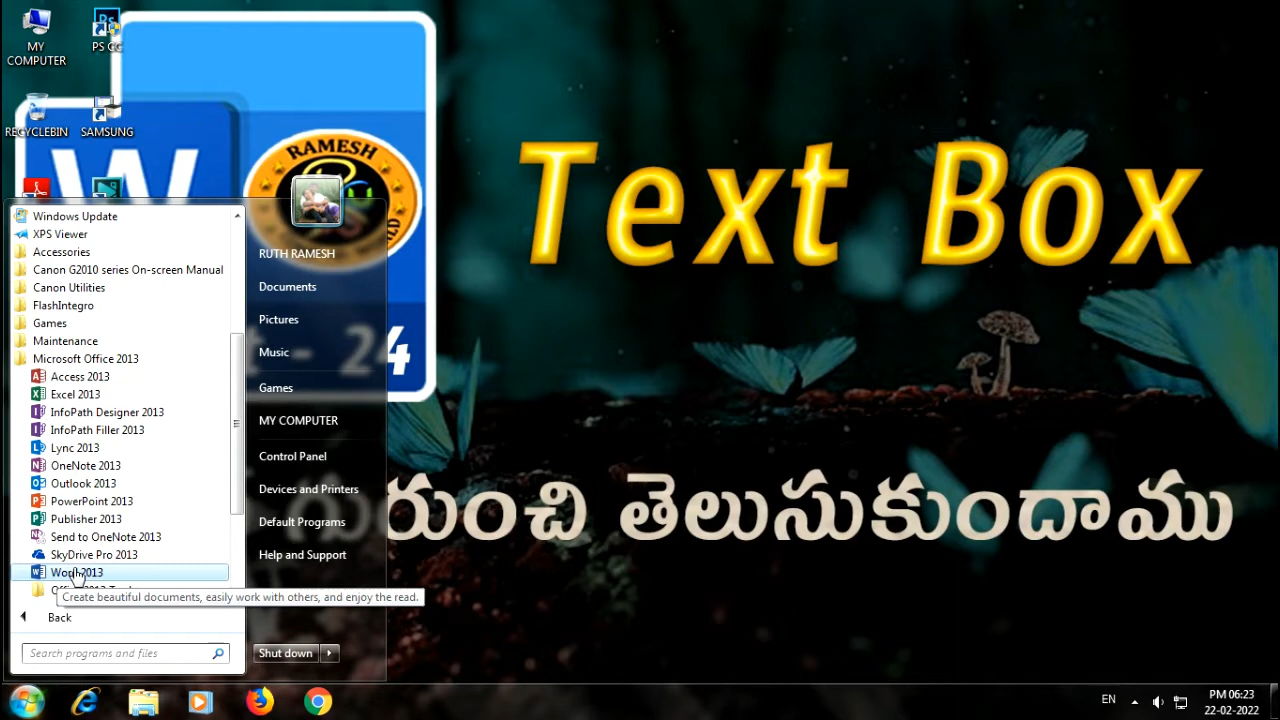 MY
COMPUTER
PS CC
RECYCLEBIN
SAMSUNG
W
RAMESH
Text Box
Windows Update
XPS Viewer
Accessories
Canon G2010 series On-screen Manual
Canon Utilities
FlashIntegro
Games
Maintenance
Microsoft Office 2013
Access 2013
Excel 2013
InfoPath Designer 2013
InfoPath Filler 2013
Lync 2013
OneNote 2013
Outlook 2013
PowerPoint 2013
Publisher 2013
Send to OneNote 2013
SkyDrive Pro 2013
Word 2013
Create beautiful documents, easily work with others, and enjoy the read.
Back
Search programs and files
RUTH RAMESH
Documents
Pictures
Music
Games
MY COMPUTER
Control Panel
Devices and Printers
Default Programs
Help and Support
Shut down
- 24
తెలుసుకుందాము
EN
PM 06:23
22-02-2022